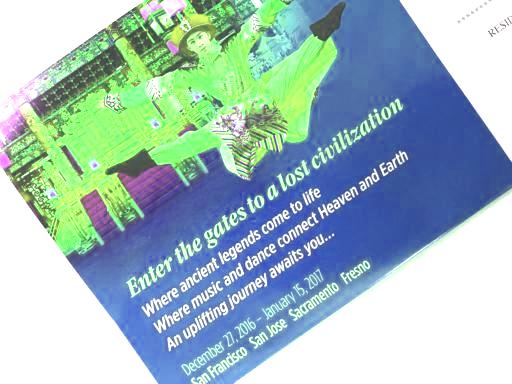 Enter the gates to a lost civilization
Where ancient legends come to life
Where music and dance connect Heaven and Earth
An uplifting journey awaits you...
December 27, 2016 – January 15, 2017
San Francisco San Jose Sacramento Fresno